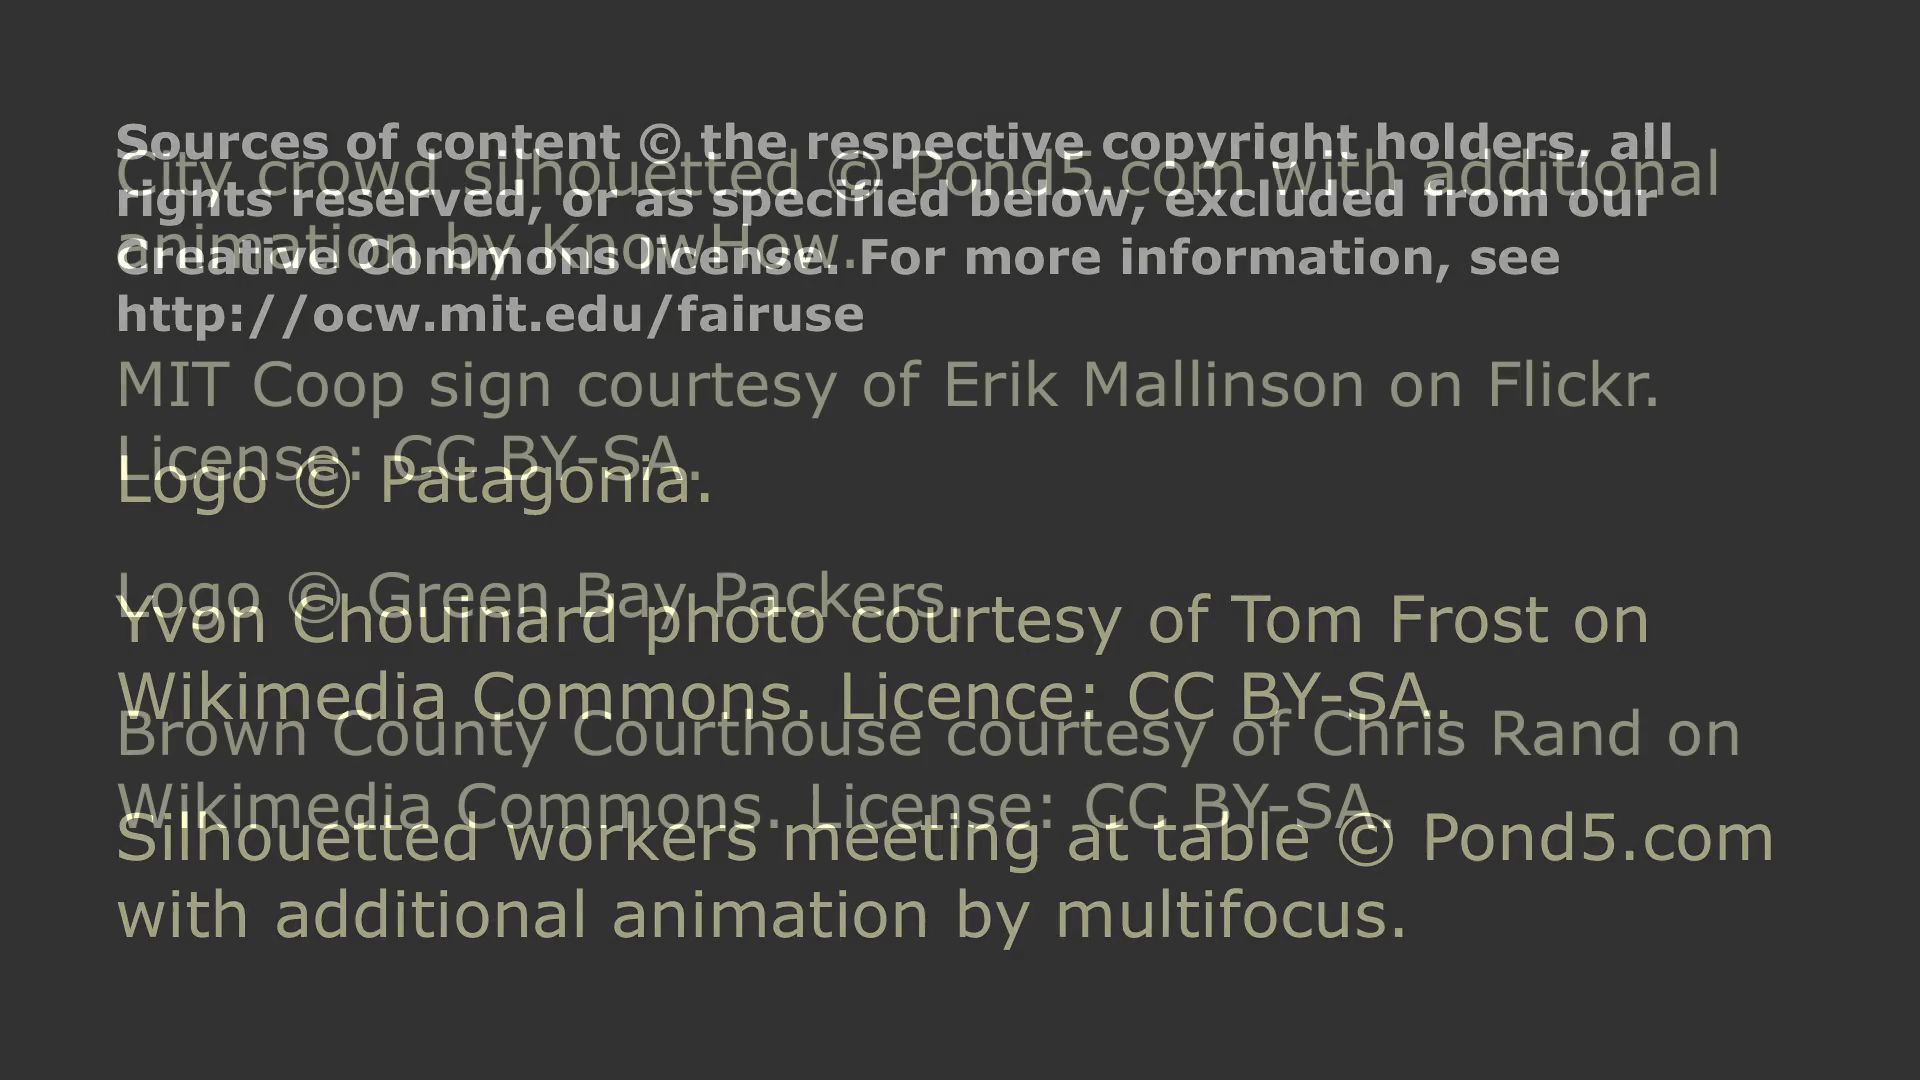 Sources of content © the respective copyright holders, all
rights reserved, or as specified below, excluded from our
Creative Commons license. For more information, see
http://ocw.mit.edu/fairuse
Logo © Patagonia.
Yvon Chouinard photo courtesy of Tom Frost on
Wikimedia Commons. Licence: CC BY-SA.
Silhouetted workers meeting at table © Pond5.com
with additional animation by multifocus.
City crowd silhouetted © Pond5.com with additional
animation by KnowHow.
MIT Coop sign courtesy of Erik Mallinson on Flickr.
License: CC BY-SA.
Logo © Green Bay Packers.
Brown County Courthouse courtesy of Chris Rand on
Wikimedia Commons. License: CC BY-SA.